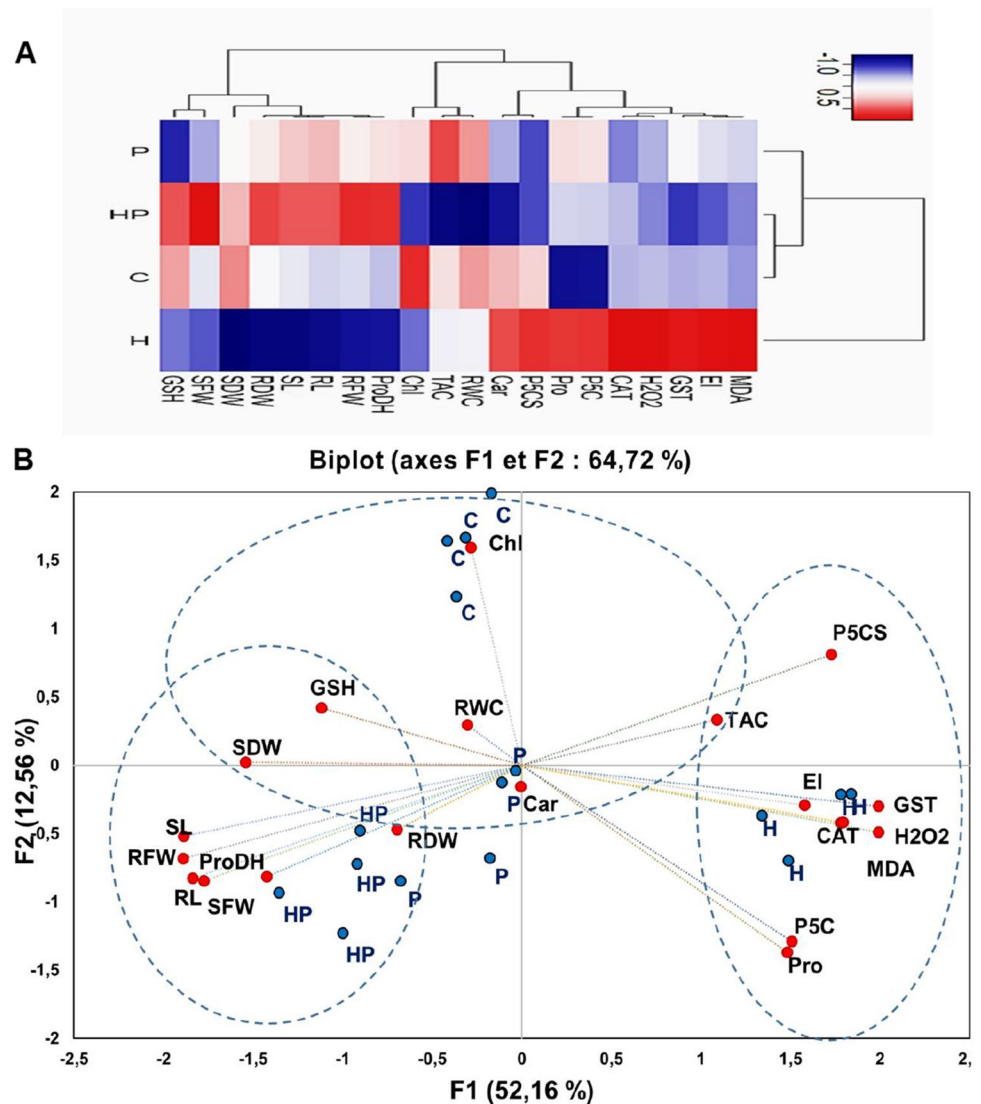 A
-1.0
0.5
P
HP
C
H
GSH SFW SDW RDW SL RL RFW ProDH Chl TAC RWC Car P5CS Pro P5C CAT H2O2 GST El MDA
B
Biplot (axes F1 et F2 : 64,72 %)
2
C
C
C
Chl
1,5
C
1
P5CS
GSH
0,5
RWC
TAC
SDW
P
0
P
Car
El
HH
GST
HP
SL
-0,5
RDW
H
CAT
H2O2
RFW
ProDH
MDA
HP
P
H
RL
SFW
P
HP
-1
P5C
HP
Pro
-1,5
-2
F2 (12,56 %)
-2,5 -2 -1,5 -1 -0,5 0 0,5 1 1,5 2 2,
F1 (52,16 %)